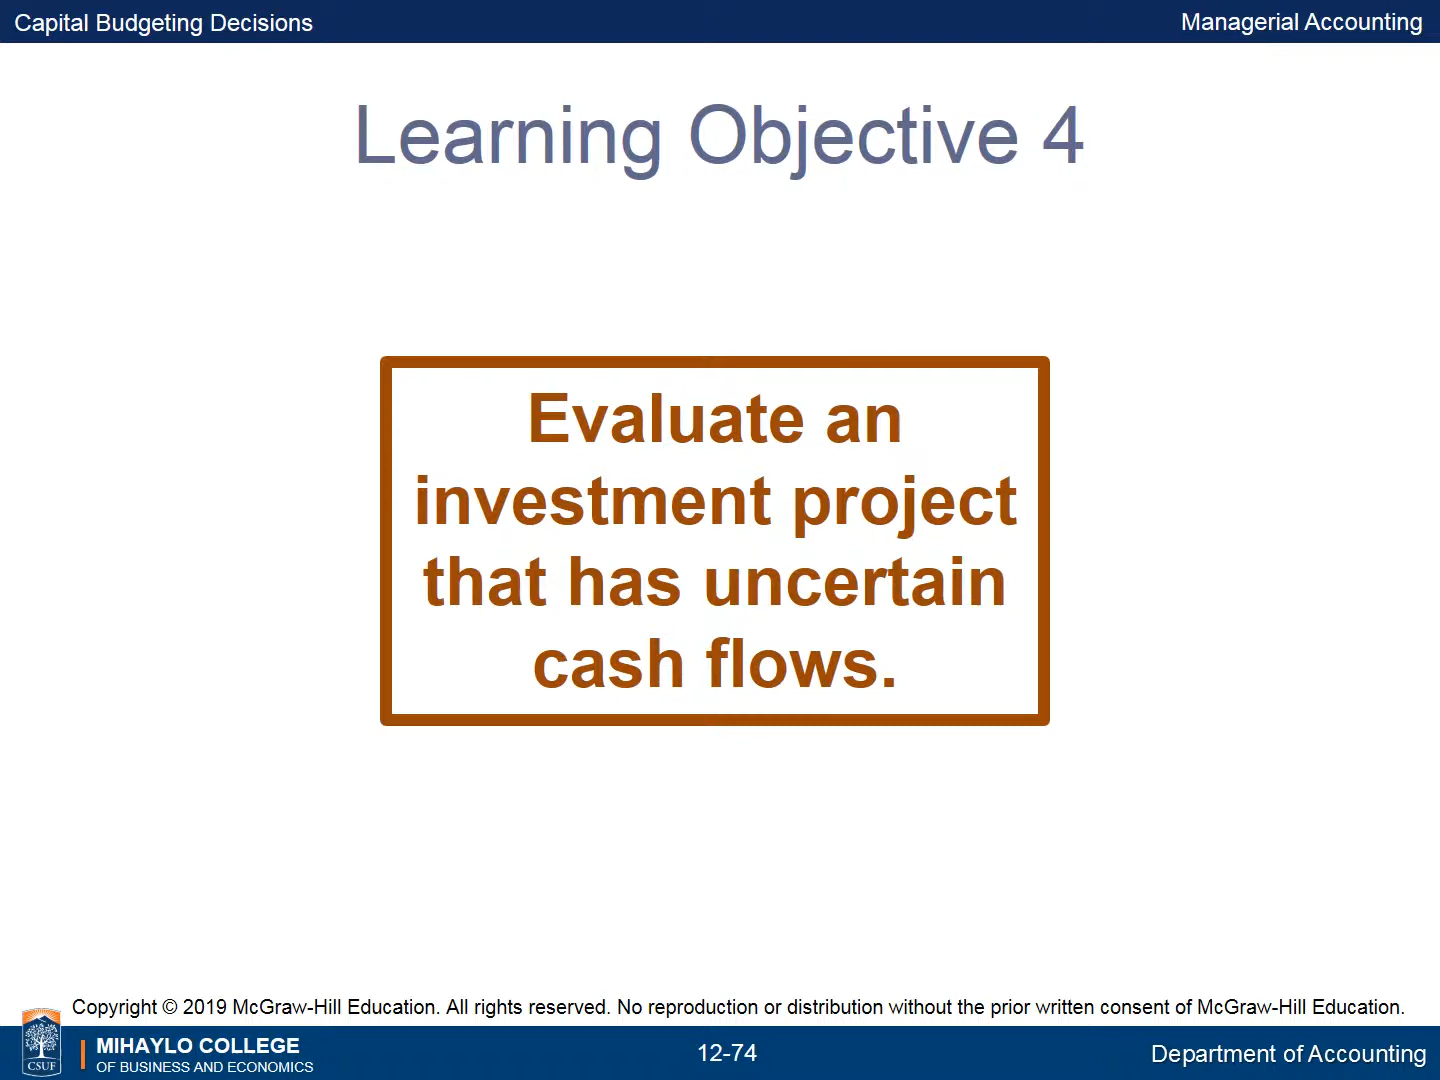 Capital Budgeting Decisions
Managerial Accounting
Learning Objective 4
Evaluate an
investment project
that has uncertain
cash flows.
Copyright © 2019 McGraw-Hill Education. All rights reserved. No reproduction or distribution without the prior written consent of McGraw-Hill Education.
CSUF
MIHAYLO COLLEGE
OF BUSINESS AND ECONOMICS
12-74
Department of Accounting